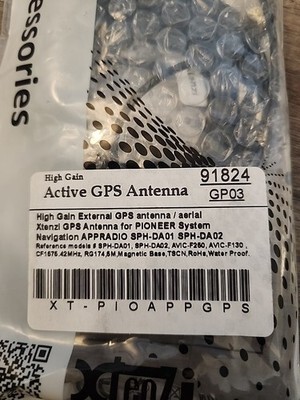 cessories
High Gain
Active GPS Antenna
91824
GP03
High Gain External GPS antenna / aerial
Xtenzi GPS Antenna for PIONEER System
Navigation APPRADIO SPH-DA01 SPH-DA02
Reference models # SPH-DA01, SPH-DA02, AVIC-F250, AVIC-F130,
CF1575.42MHz, RG174,5M,Magnetic Base,TSCN,RoHs,Water Proof.
XT-PIOAPPGPS